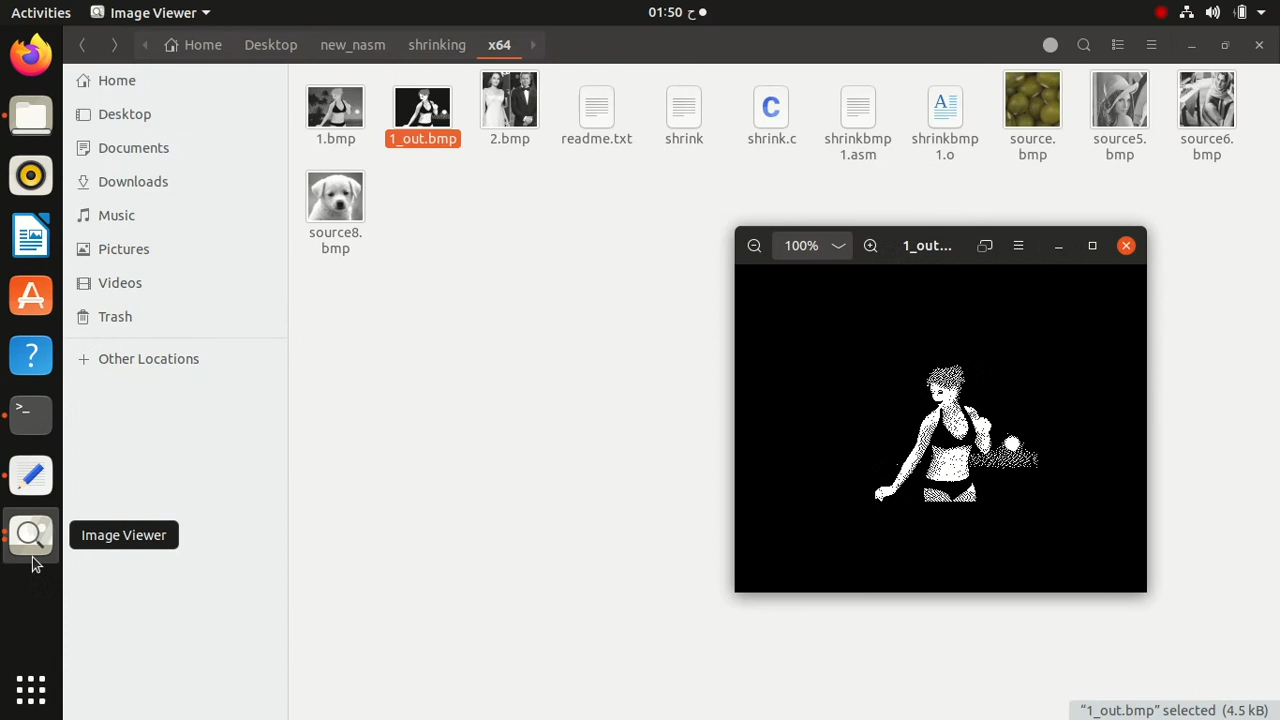 Activities Image Viewer 01:50 ح
Home Desktop new_nasm shrinking x64
Home
Desktop
Documents
Downloads
Music
Pictures
Videos
Trash
Other Locations
1.bmp 1_out.bmp 2.bmp readme.txt shrink shrink.c shrinkbmp source. source5. source6.
1.asm 1.o bmp bmp bmp
source8.
bmp
100% 1_out...
Image Viewer
“1_out.bmp” selected (4.5 kB)